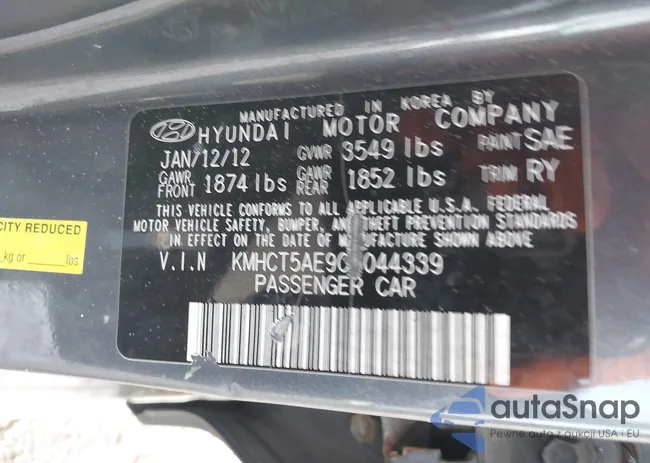 MANUFACTURED IN KOREA BY
HYUNDAI MOTOR COMPANY
JAN/12/12 GVWR 3549 lbs PAINT SAE
GAWR FRONT 1874 lbs GAWR REAR 1852 lbs TRIM RY
THIS VEHICLE CONFORMS TO ALL APPLICABLE U.S.A. FEDERAL
MOTOR VEHICLE SAFETY, BUMPER, AND THEFT PREVENTION STANDARDS
IN EFFECT ON THE DATE OF MANUFACTURE SHOWN ABOVE.
V.I.N
PASSENGER CAR
CITY REDUCED
kg or lbs
autoSnap
Pewne auto z aukcji USA i EU